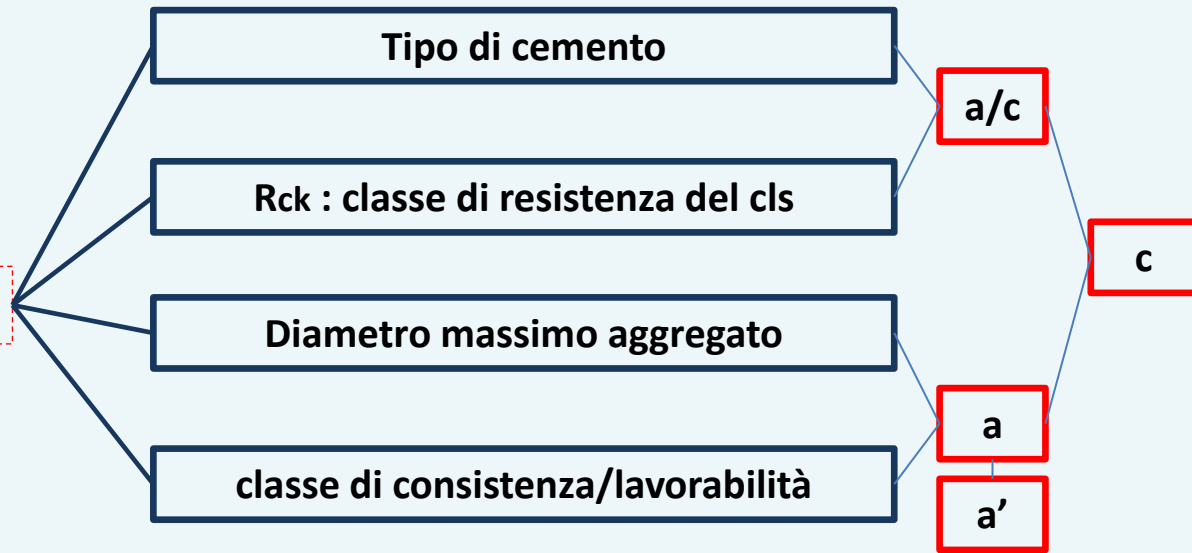 Tipo di cemento
a/c
Rck : classe di resistenza del cls
c
Diametro massimo aggregato
a
classe di consistenza/lavorabilità
a’